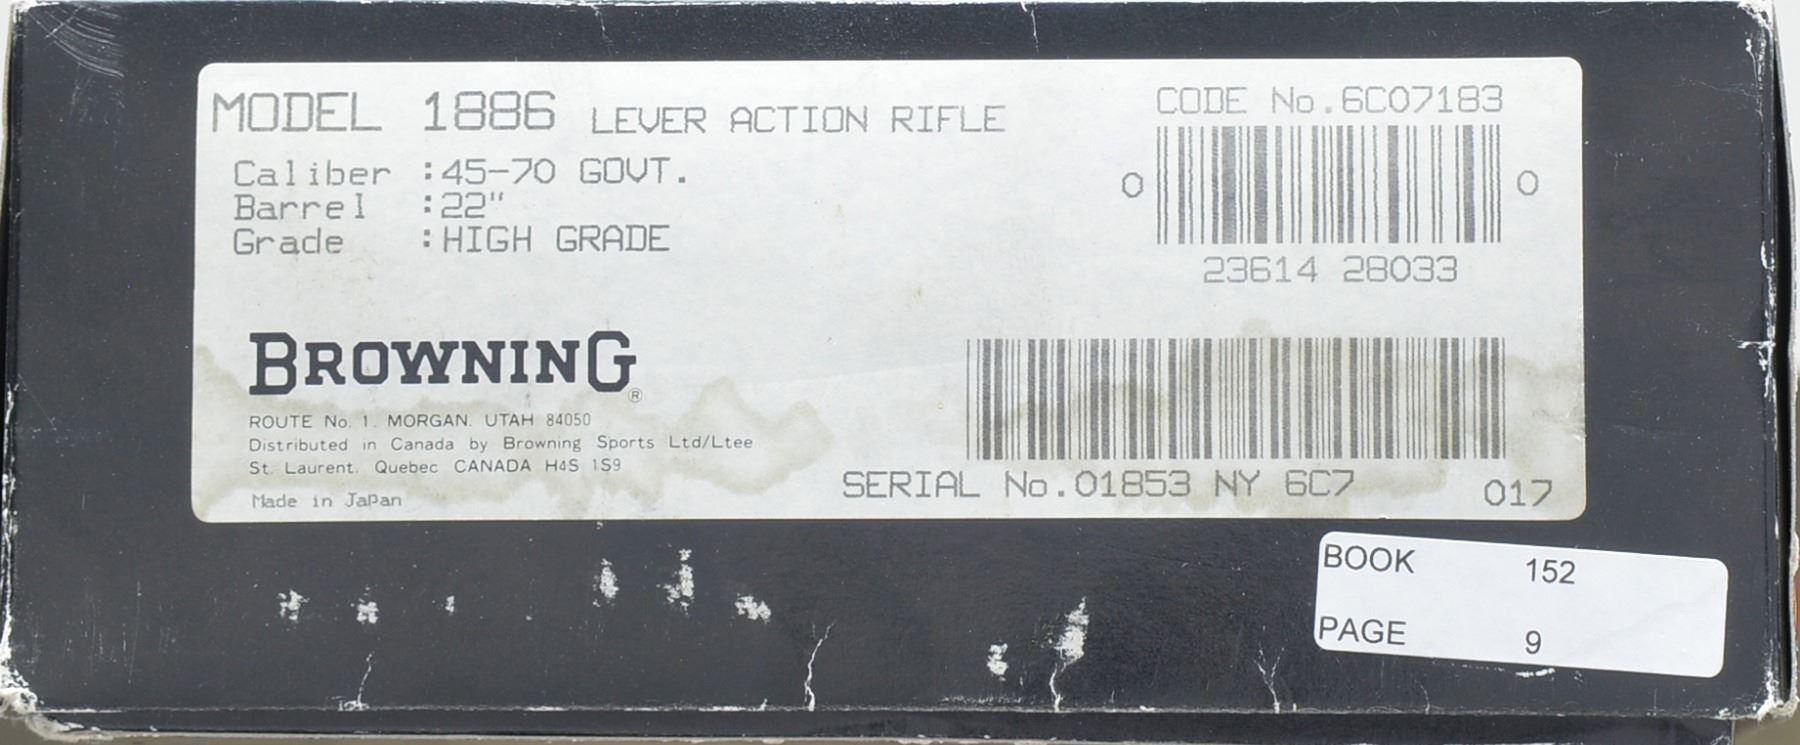 MODEL 1886 LEVER ACTION RIFLE
Caliber :45-70 GOVT.
Barrel :22"
Grade :HIGH GRADE
CODE No.6C07183
0 0
23614 28033
BROWNING®
ROUTE No. 1. MORGAN. UTAH 84050
Distributed in Canada by Browning Sports Ltd/Ltee
St. Laurent. Quebec CANADA H4S 1S9
Made in Japan
SERIAL No.01853 NY 6C7 017
BOOK 152
PAGE 9